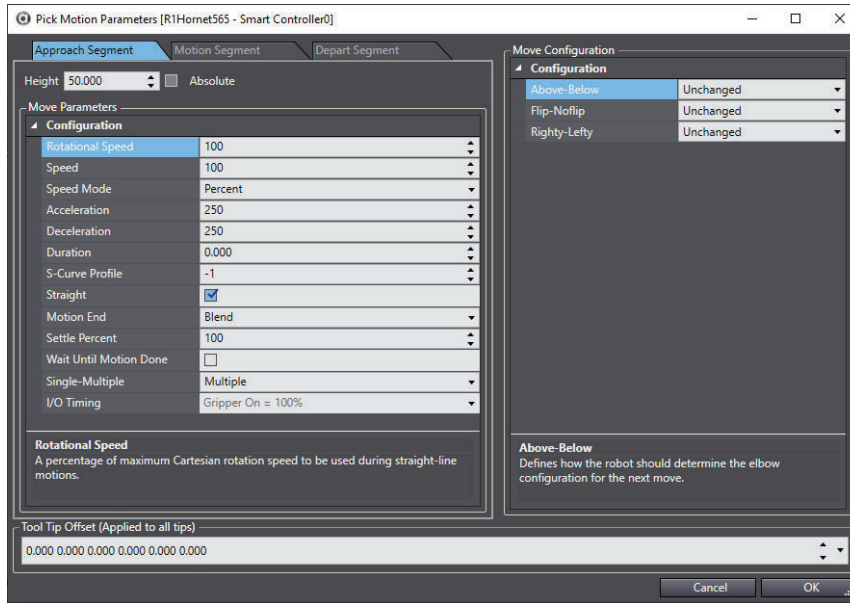 Pick Motion Parameters [R1Hornet565 - Smart Controller0]
Approach Segment Motion Segment Depart Segment
Height 50.000 Absolute
Move Parameters
Configuration
Rotational Speed 100
Speed 100
Speed Mode Percent
Acceleration 250
Deceleration 250
Duration 0.000
S-Curve Profile -1
Straight
Motion End Blend
Settle Percent 100
Wait Until Motion Done
Single-Multiple Multiple
I/O Timing Gripper On = 100%
Rotational Speed
A percentage of maximum Cartesian rotation speed to be used during straight-line
motions.
Move Configuration
Configuration
Above-Below Unchanged
Flip-Noflip Unchanged
Righty-Lefty Unchanged
Above-Below
Defines how the robot should determine the elbow
configuration for the next move.
Tool Tip Offset (Applied to all tips)
0.000 0.000 0.000 0.000 0.000 0.000
Cancel OK